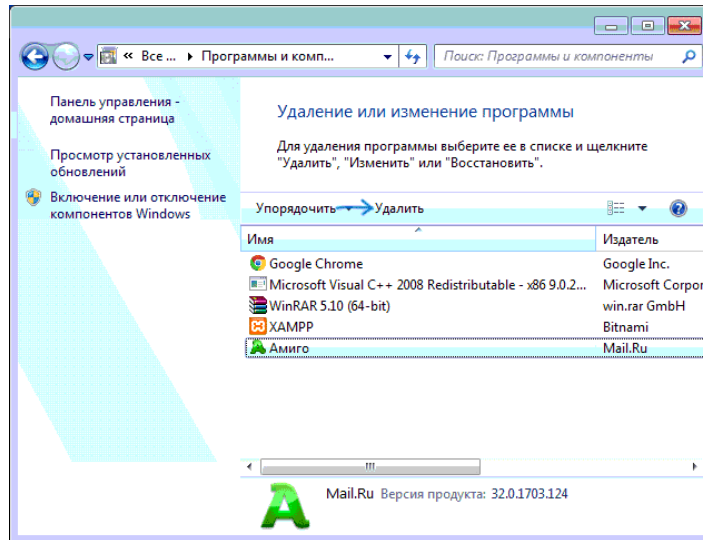 « Все ... Программы и комп...
Поиск: Программы и компоненты
Панель управления -
домашняя страница
Просмотр установленных
обновлений
Включение или отключение
компонентов Windows
Удаление или изменение программы
Для удаления программы выберите ее в списке и щелкните
"Удалить", "Изменить" или "Восстановить".
Упорядочить Удалить
Имя Издатель
Google Chrome Google Inc.
Microsoft Visual C++ 2008 Redistributable - x86 9.0.2... Microsoft Corpor
WinRAR 5.10 (64-bit) win.rar GmbH
XAMPP Bitnami
Амиго Mail.Ru
Mail.Ru Версия продукта: 32.0.1703.124